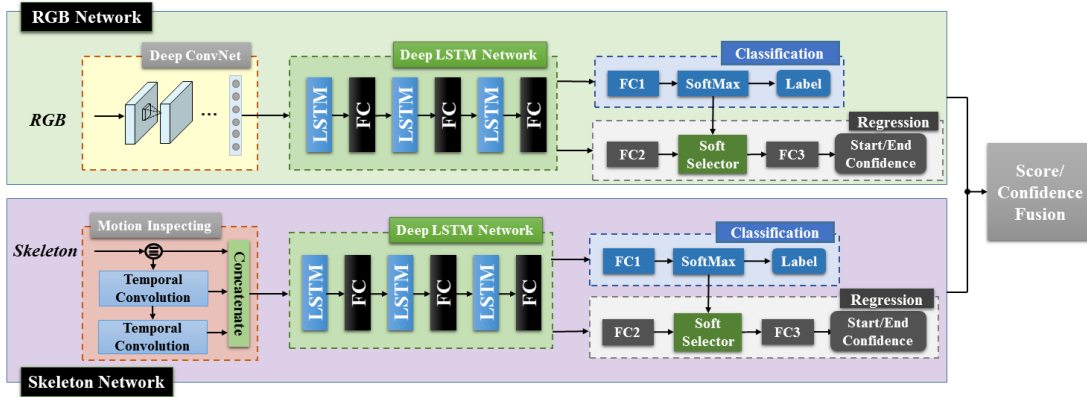 RGB Network
Deep ConvNet
RGB
...
Deep LSTM Network
LSTM
FC
LSTM
FC
LSTM
FC
Classification
FC1
SoftMax
Label
Regression
FC2
Soft
Selector
FC3
Start/End
Confidence
Score/
Confidence
Fusion
Motion Inspecting
Skeleton
Temporal
Convolution
Temporal
Convolution
Concatenate
Deep LSTM Network
LSTM
FC
LSTM
FC
LSTM
FC
Classification
FC1
SoftMax
Label
Regression
FC2
Soft
Selector
FC3
Start/End
Confidence
Skeleton Network